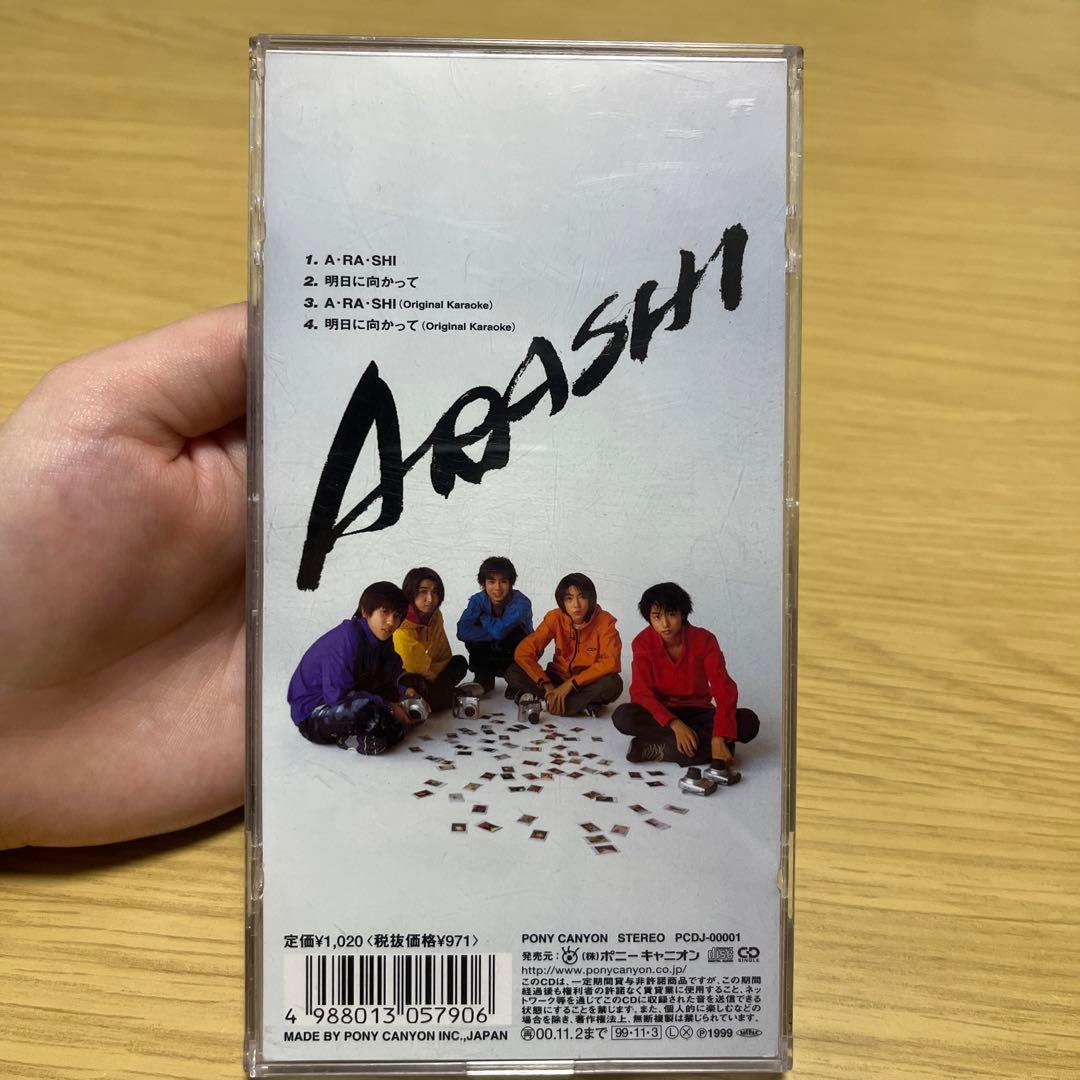 1. A・RA・SHI
2. 明日に向かって
3. A・RA・SHI (Original Karaoke)
4. 明日に向かって (Original Karaoke)
ARASHI
定価¥1,020〈税抜価格¥971〉
4 988013 057906
MADE BY PONY CANYON INC.,JAPAN
PONY CANYON STEREO PCDJ-00001
発売元: (株)ポニーキャニオン CD SINGLE
http://www.ponycanyon.co.jp/
このCDは、一定期間貸与非許諾商品ですが、この期間
経過後も権利者の許諾なく賃貸業に使用すること、ネッ
トワーク等を通じてこのCDに収録された音を送信できる
状態にすることを禁じます。また、個人的に楽しむなどの
場合を除き、著作権法上、無断複製は禁じられています。
再00.11.2まで 99・11・3 L X P1999